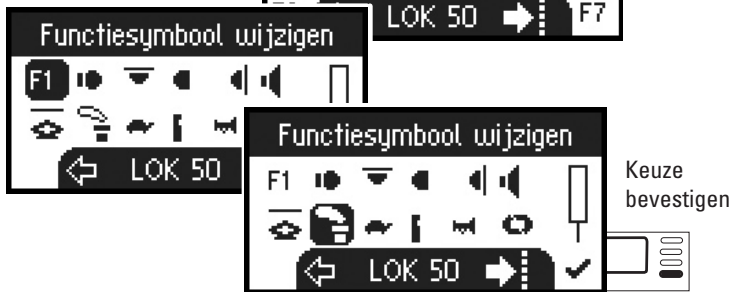 LOK 50 F7
Functiesymbool wijzigen
F1
LOK 50
Functiesymbool wijzigen
F1
LOK 50
Keuze
bevestigen